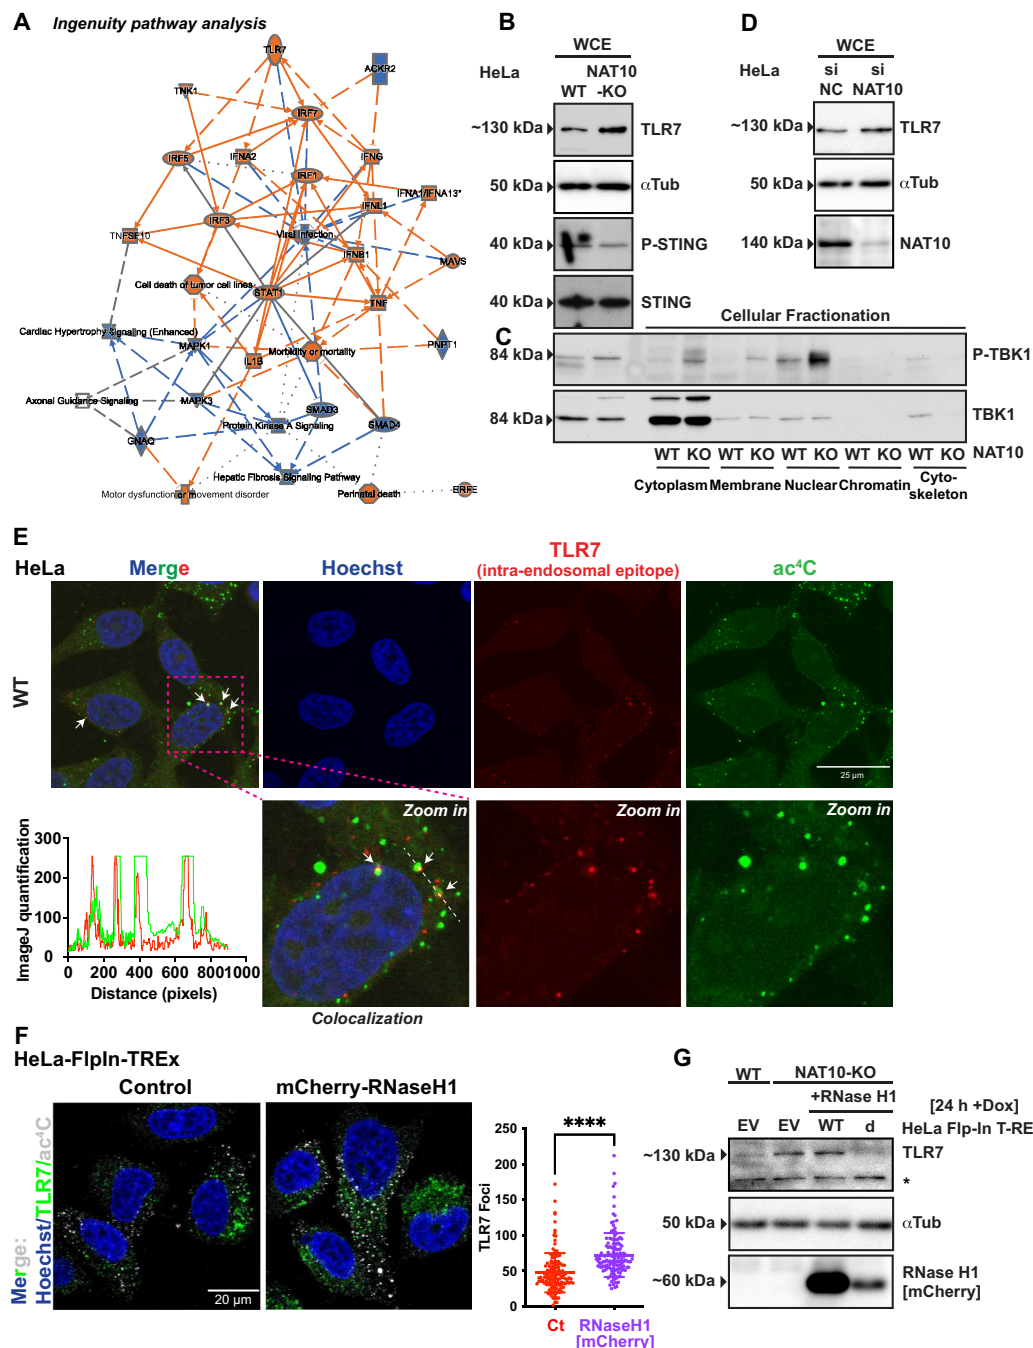 A Ingenuity pathway analysis
TLR7
ACKR2
TNK1
IRF7
IRF5
IFNA2
IFNG
IRF1
IFNA1/IFNA13*
IFNL1
TNFSF10
IRF3
Viral Infection
IFNB1
MAVS
Cell death of tumor cell lines
STAT1
TNF
Cardiac Hypertrophy Signaling (Enhanced)
MAPK1
IL1B
Morbidity or mortality
PNPT1
Axonal Guidance Signaling
MAPK3
SMAD3
GNAQ
Protein Kinase A Signaling
SMAD4
Hepatic Fibrosis Signaling Pathway
Motor dysfunction or movement disorder
Perinatal death
B
WCE
HeLa
WT
NAT10
-KO
~130 kDa
TLR7
50 kDa
αTub
40 kDa
P-STING
40 kDa
STING
D
WCE
HeLa
si
NC
si
NAT10
~130 kDa
TLR7
50 kDa
αTub
140 kDa
NAT10
Cellular Fractionation
C
84 kDa
P-TBK1
84 kDa
TBK1
WT KO WT KO WT KO WT KO WT KO NAT10
Cytoplasm Membrane Nuclear Chromatin Cyto-
skeleton
E
HeLa
Merge
Hoechst
TLR7
(intra-endosomal epitope)
ac⁴C
WT
25 µm
Zoom in
Zoom in
Zoom in
ImageJ quantification
300
200
100
0
0 200 400 600 800 1000
Distance (pixels)
Colocalization
F
HeLa-FlpIn-TREx
Control
mCherry-RNaseH1
Merge:
Hoechst/TLR7/ac⁴C
20 µm
****
TLR7 Foci
250
200
150
100
50
0
Ct
RNaseH1
[mCherry]
G
WT
NAT10-KO
+RNase H1
[24 h +Dox]
EV EV WT d HeLa Flp-In T-RE
~130 kDa
TLR7
*
50 kDa
αTub
~60 kDa
RNase H1
[mCherry]